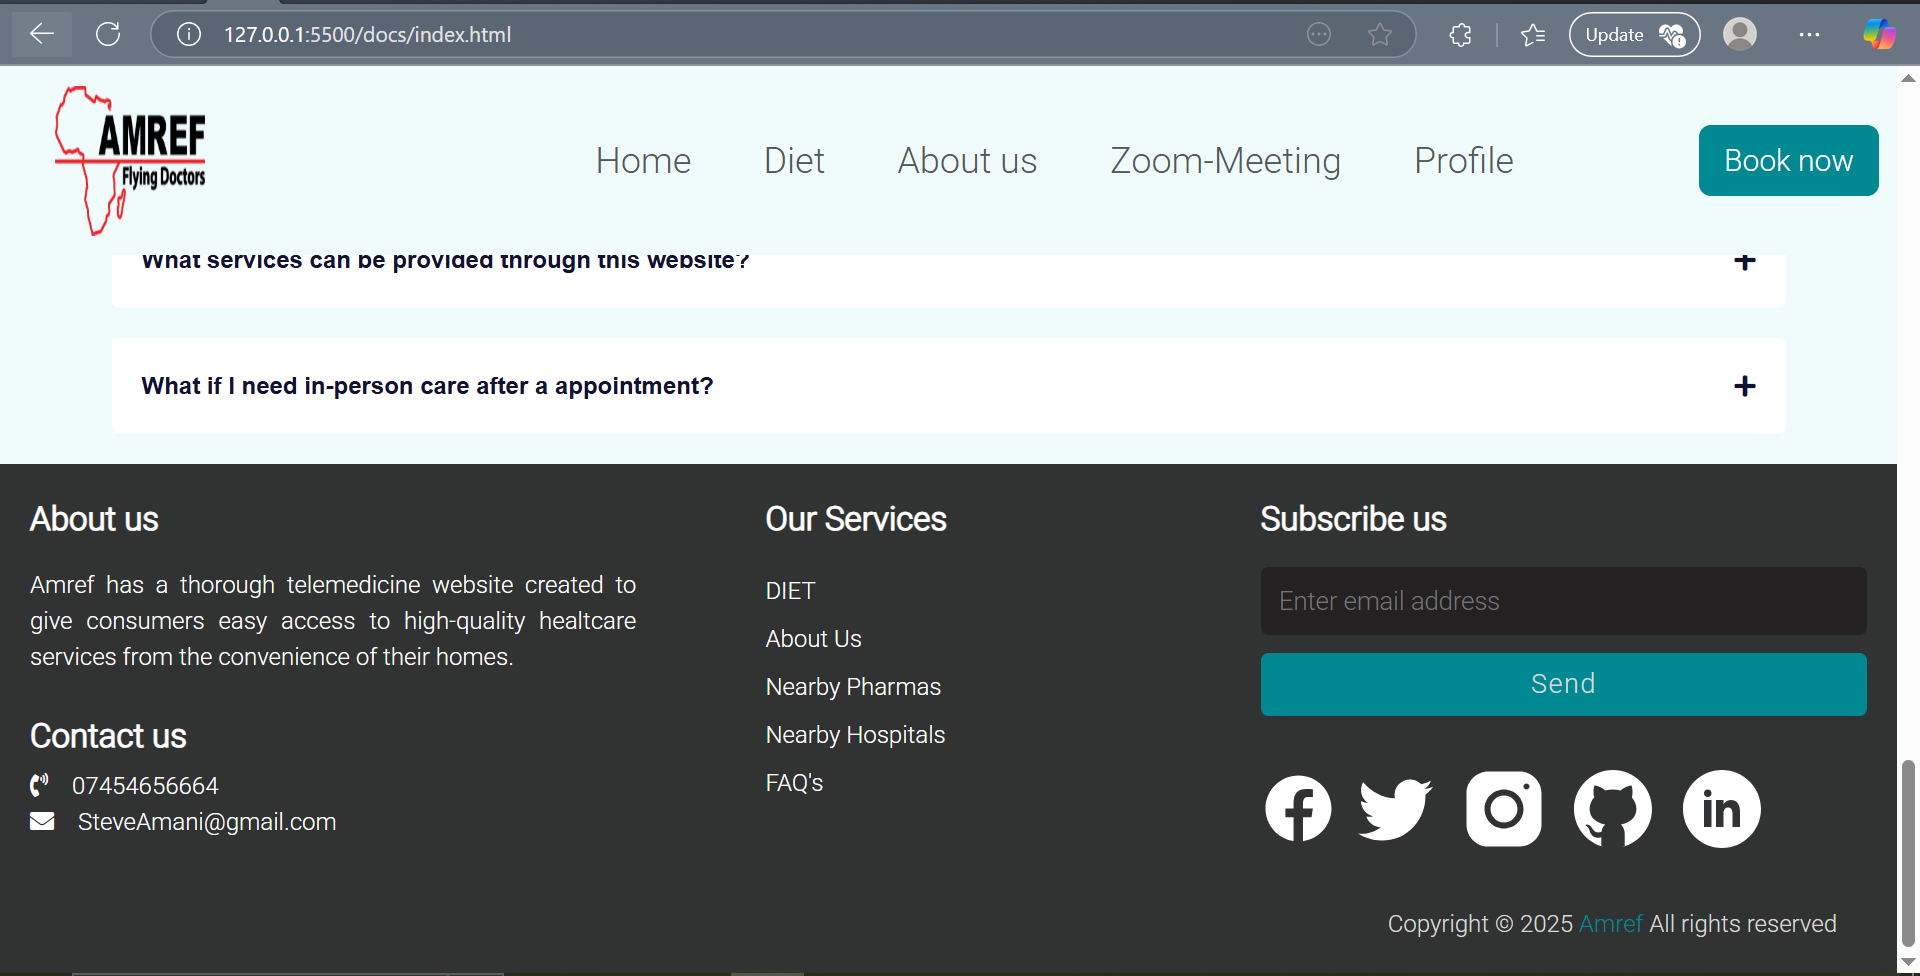 127.0.0.1:5500/docs/index.html
Update
AMREF
Flying Doctors
Home
Diet
About us
Zoom-Meeting
Profile
Book now
What services can be provided through this website?
What if I need in-person care after a appointment?
About us
Amref has a thorough telemedicine website created to
give consumers easy access to high-quality healtcare
services from the convenience of their homes.
Contact us
07454656664
SteveAmani@gmail.com
Our Services
DIET
About Us
Nearby Pharmas
Nearby Hospitals
FAQ's
Subscribe us
Enter email address
Send
Copyright © 2025 Amref All rights reserved